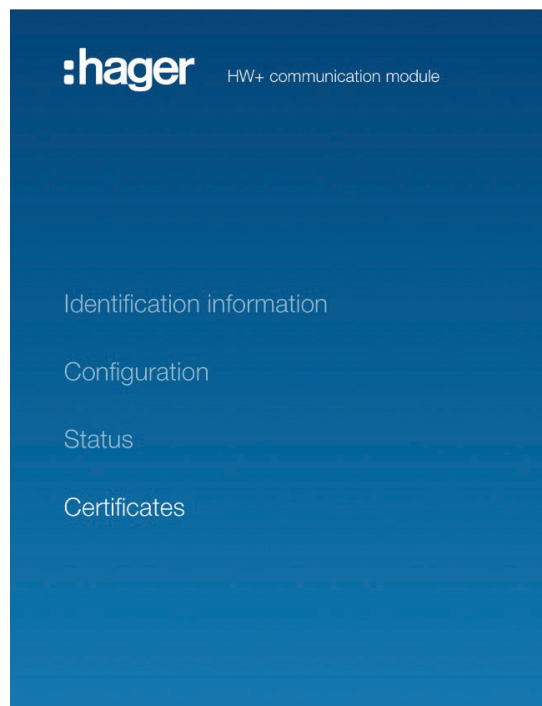 :hager HW+ communication module
Identification information
Configuration
Status
Certificates